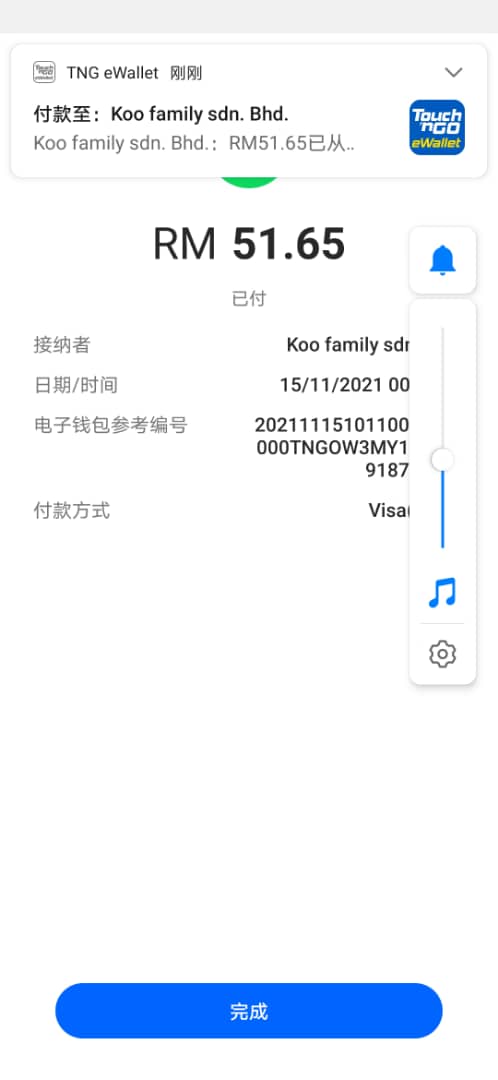 TNG eWallet 刚刚
付款至：Koo family sdn. Bhd.
Koo family sdn. Bhd.：RM51.65已从..
Touch
'nGO
eWallet
RM 51.65
已付
接纳者 Koo family sdn
日期/时间 15/11/2021 00
电子钱包参考编号 20211115101100
000TNGOW3MY1
9187
付款方式 Visa
完成